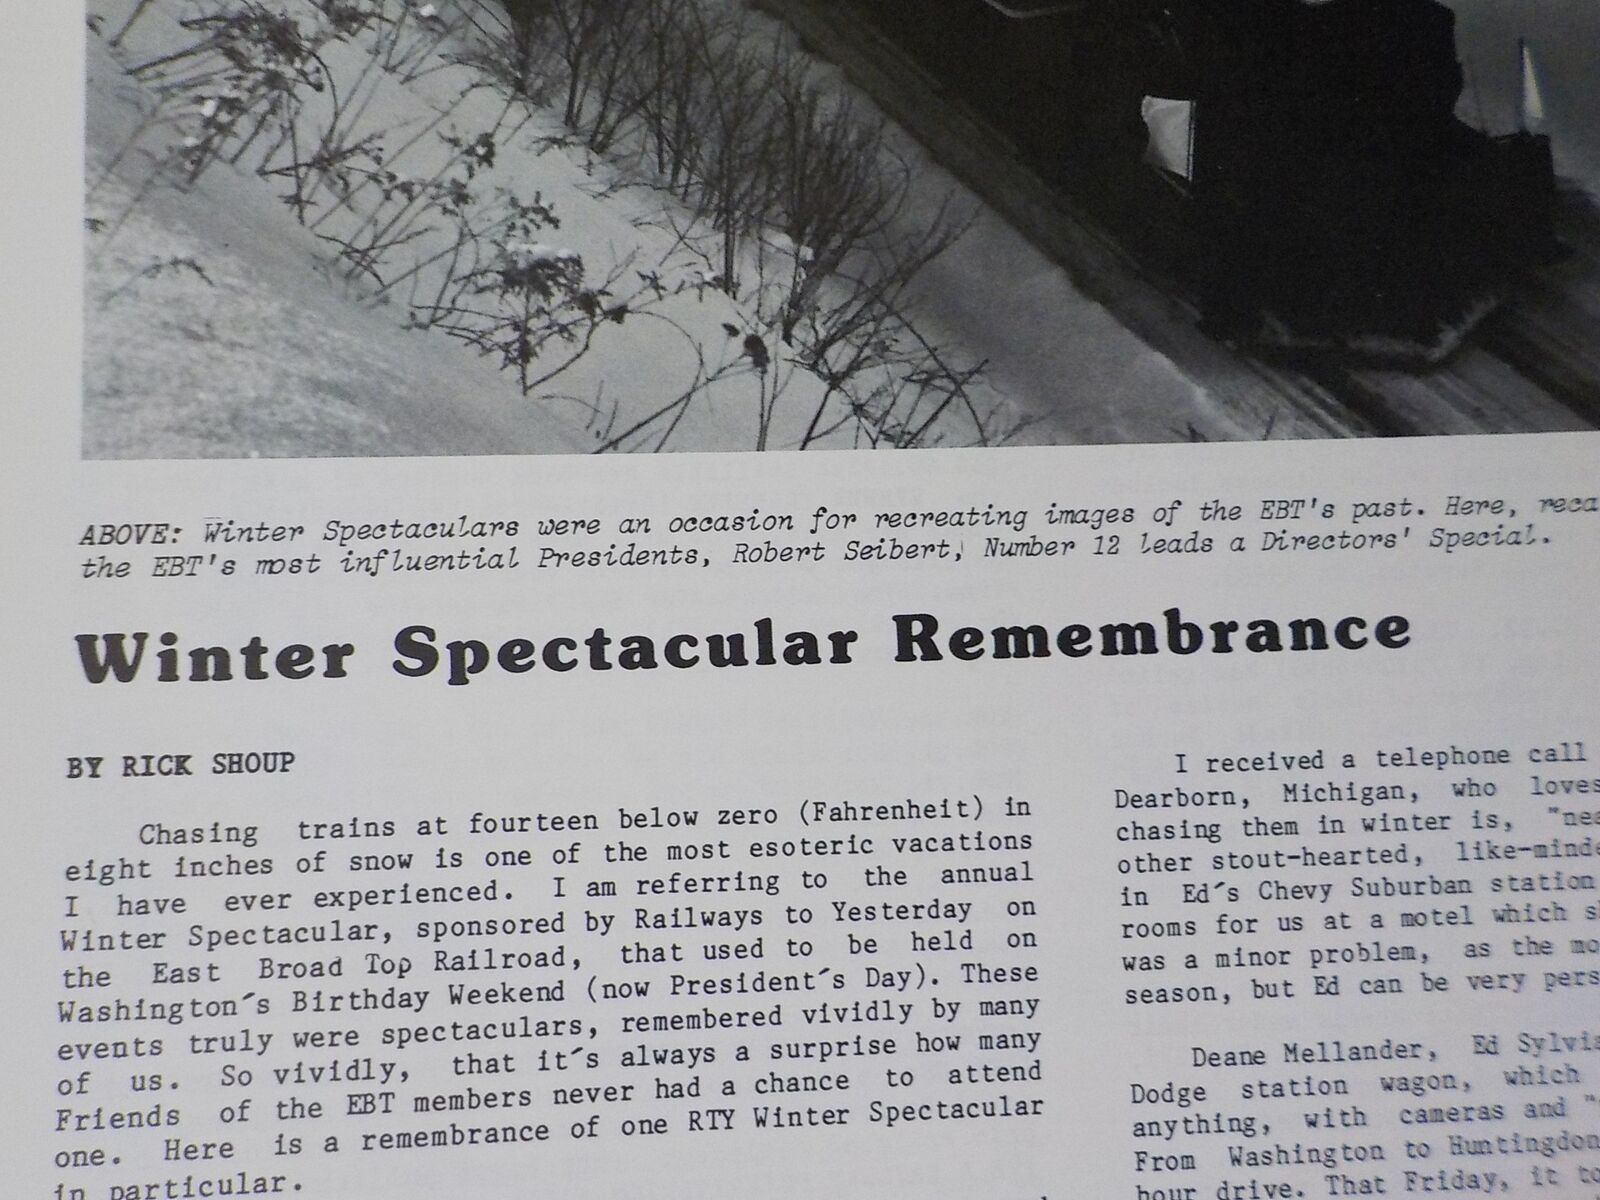 ABOVE: Winter Spectaculars were an occasion for recreating images of the EBT's past. Here,
the EBT's most influential Presidents, Robert Seibert, Number 12 leads a Directors' Special.
Winter Spectacular Remembrance
BY RICK SHOUP
Chasing trains at fourteen below zero (Fahrenheit) in
eight inches of snow is one of the most esoteric vacations
I have ever experienced. I am referring to the annual
Winter Spectacular, sponsored by Railways to Yesterday on
the East Broad Top Railroad, that used to be held on
Washington´s Birthday Weekend (now President´s Day). These
events truly were spectaculars, remembered vividly by many
of us. So vividly, that it´s always a surprise how many
Friends of the EBT members never had a chance to attend
one. Here is a remembrance of one RTY Winter Spectacular
in particular.
I received a telephone call
Dearborn, Michigan, who loves
chasing them in winter is,
other stout-hearted,
in Ed´s Chevy Suburban station
rooms for us at a motel which
was a minor problem, as the
season, but Ed can be very
Deane Mellander, Ed
Dodge station wagon, which
anything, with cameras and
From Washington to Huntingdon
hour drive. That Friday, it